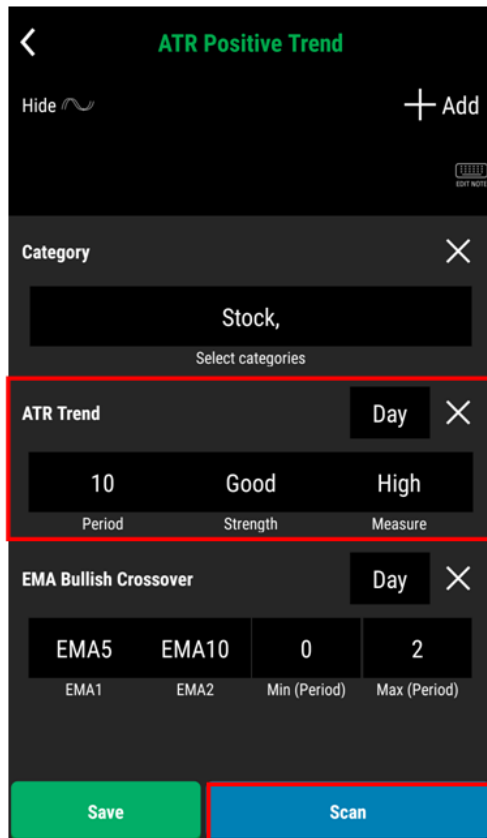 ATR Positive Trend
Hide
Add
EDIT NOTE
Category
Stock,
Select categories
ATR Trend Day
10 Good High
Period Strength Measure
EMA Bullish Crossover Day
EMA5 EMA10 0 2
EMA1 EMA2 Min (Period) Max (Period)
Save Scan